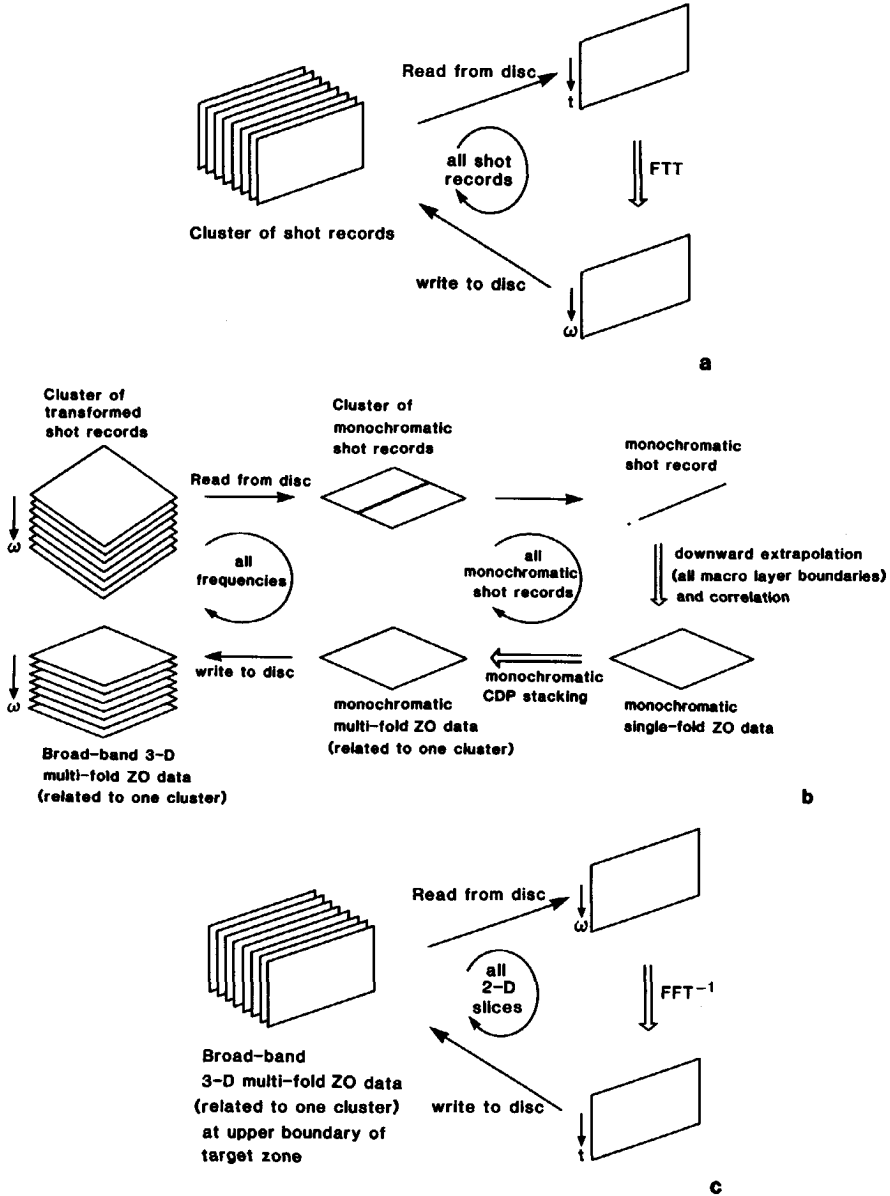 Read from disc
t
all shot
records
FTT
Cluster of shot records
write to disc
ω
a
Cluster of
transformed
shot records
Cluster of
monochromatic
shot records
monochromatic
shot record
Read from disc
ω
all
frequencies
all
monochromatic
shot records
downward extrapolation
(all macro layer boundaries)
and correlation
ω
write to disc
monochromatic
CDP stacking
monochromatic
multi-fold ZO data
(related to one cluster)
monochromatic
single-fold ZO data
Broad-band 3-D
multi-fold ZO data
(related to one cluster)
b
Read from disc
ω
all
2-D
slices
FFT⁻¹
Broad-band
3-D multi-fold ZO data
(related to one cluster)
at upper boundary of
target zone
write to disc
t
c